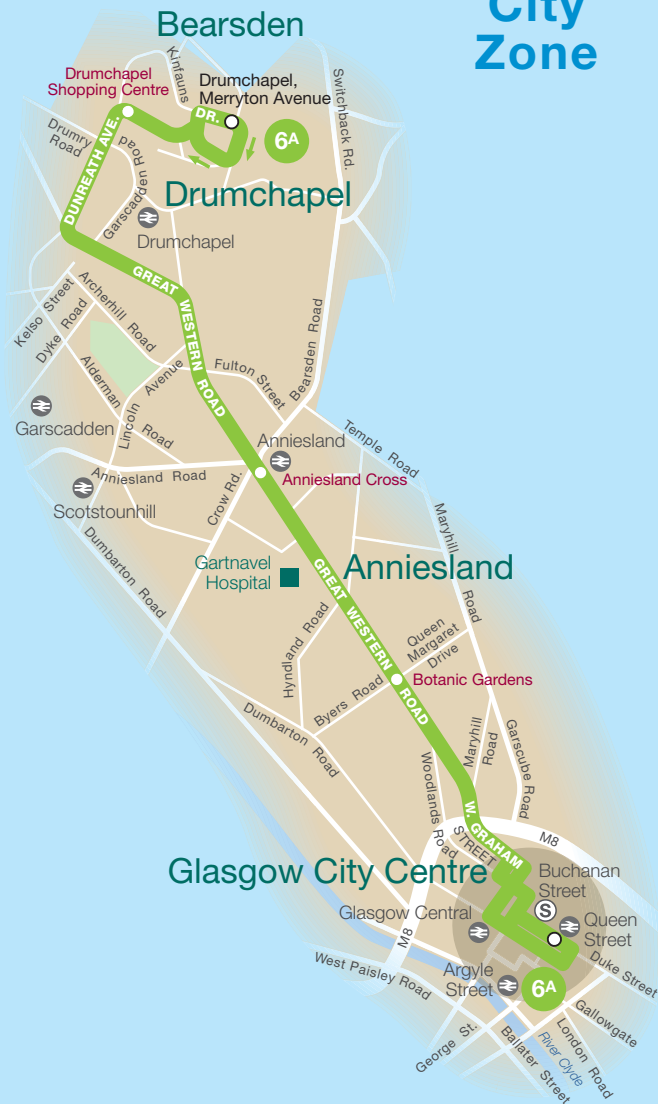 City
Zone
Bearsden
Drumchapel
Shopping Centre
Kinfauns
DR.
Drumchapel,
Merryton Avenue
6A
Switchback Rd.
Drumry
Road
DUNREATH AVE.
Garscadden Road
Drumchapel
Drumchapel
GREAT WESTERN ROAD
Kelso Street
Dyke Road
Archerhill Road
Alderman
Road
Lincoln
Avenue
Fulton Street
Bearsden Road
Garscadden
Anniesland
Temple Road
Anniesland Road
Crow Rd.
Anniesland Cross
Scotstounhill
Dumbarton Road
Maryhill
Road
Gartnavel
Hospital
Anniesland
GREAT WESTERN
ROAD
Hyndland Road
Queen
Margaret
Drive
Byers Road
Botanic Gardens
Dumbarton Road
Maryhill
Road
Garscube Road
Woodlands Road
W. GRAHAM
STREET
M8
Glasgow City Centre
Buchanan
Street
S
Glasgow Central
Queen
Street
M8
West Paisley Road
Argyle
Street
6A
Duke Street
Gallowgate
George St.
Ballater Street
River Clyde
London Road